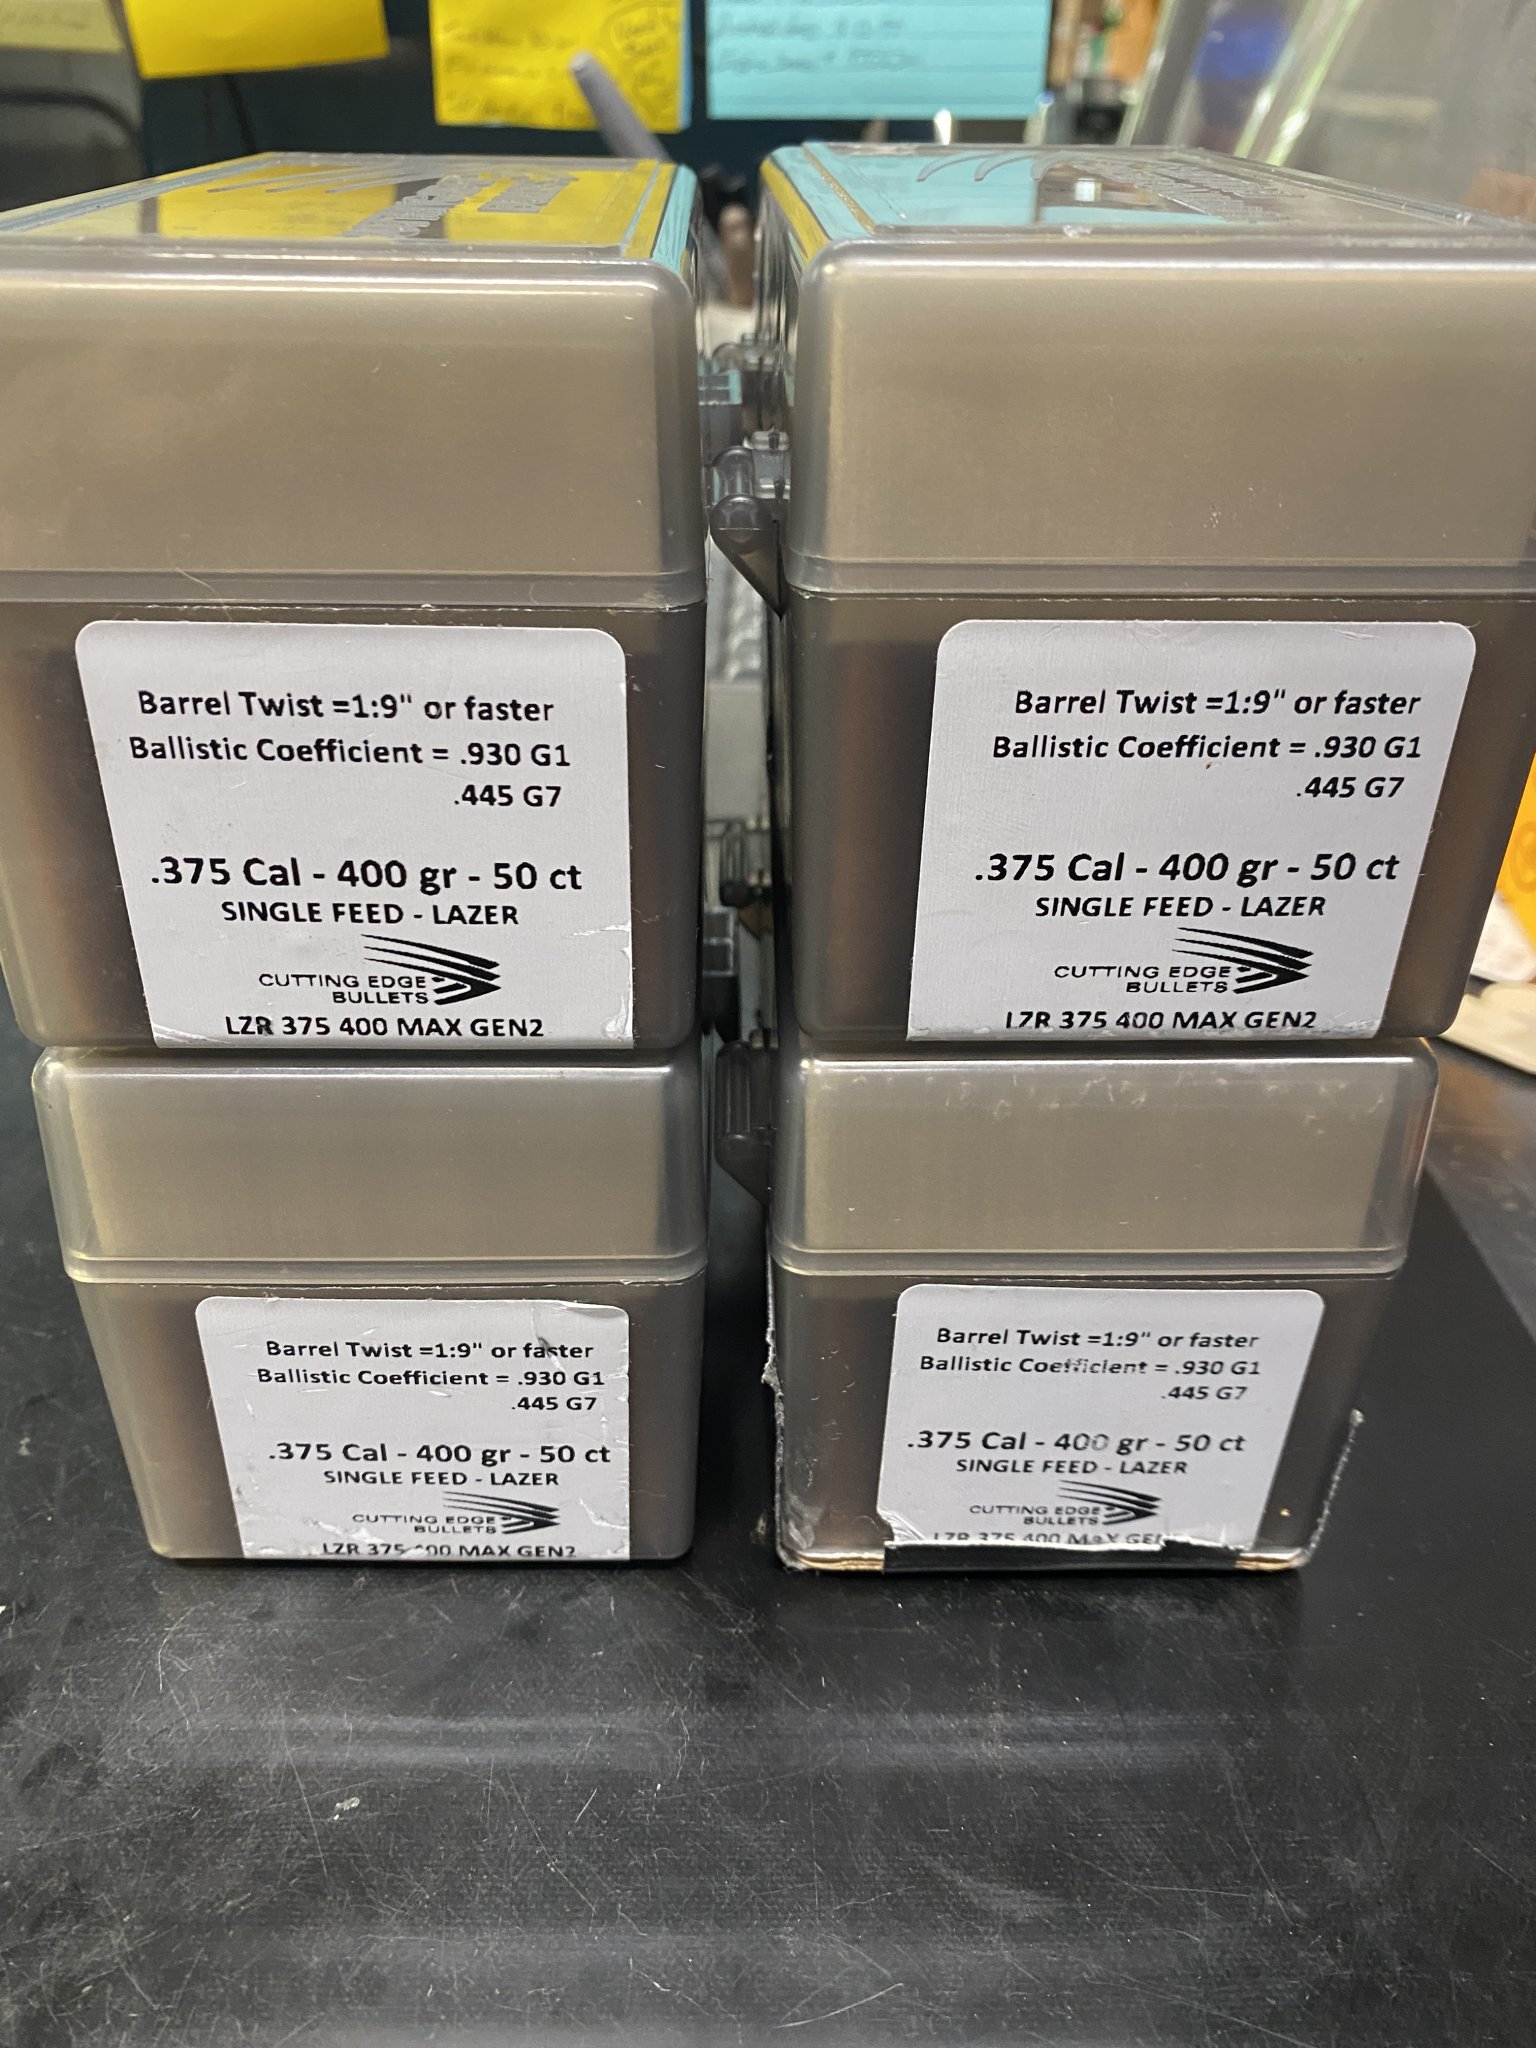 Barrel Twist =1:9" or faster
Ballistic Coefficient = .930 G1
.445 G7
.375 Cal - 400 gr - 50 ct
SINGLE FEED - LAZER
CUTTING EDGE
BULLETS
LZR 375 400 MAX GEN2
Barrel Twist =1:9" or faster
Ballistic Coefficient = .930 G1
.445 G7
.375 Cal - 400 gr - 50 ct
SINGLE FEED - LAZER
CUTTING EDGE
BULLETS
LZR 375 400 MAX GEN2
Barrel Twist =1:9" or faster
Ballistic Coefficient = .930 G1
.445 G7
.375 Cal - 400 gr - 50 ct
SINGLE FEED - LAZER
CUTTING EDGE
BULLETS
LZR 375 400 MAX GEN2
Barrel Twist =1:9" or faster
Ballistic Coefficient = .930 G1
.445 G7
.375 Cal - 400 gr - 50 ct
SINGLE FEED - LAZER
CUTTING EDGE
BULLETS
LZR 375 400 MAX